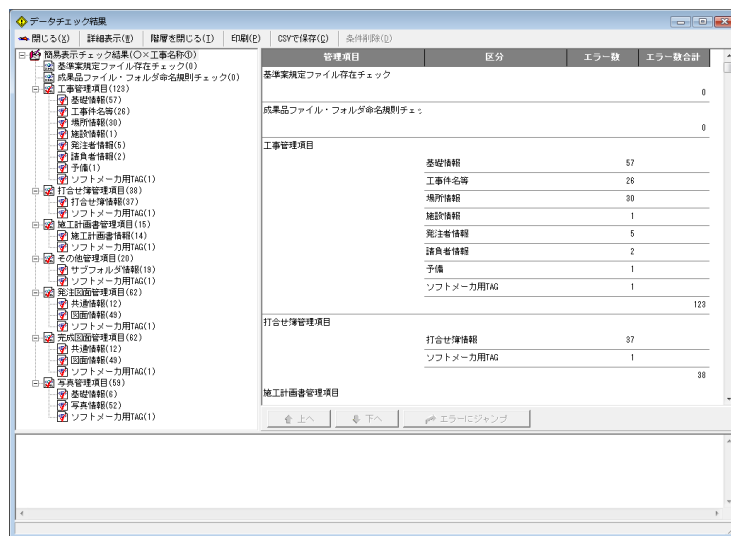 データチェック結果
閉じる(X) 詳細表示(W) 階層を閉じる(I) 印刷(P) CSVで保存(C) 条件削除(D)
簡易表示チェック結果(○×工事名称①)
基準案規定ファイル存在チェック(0)
成果品ファイル・フォルダ命名規則チェック(0)
工事管理項目(123)
基礎情報(57)
工事件名等(26)
場所情報(30)
施設情報(1)
発注者情報(5)
請負者情報(2)
予備(1)
ソフトメーカ用TAG(1)
打合せ簿管理項目(38)
打合せ簿情報(37)
ソフトメーカ用TAG(1)
施工計画書管理項目(15)
施工計画書情報(14)
ソフトメーカ用TAG(1)
その他管理項目(20)
サブフォルダ情報(19)
ソフトメーカ用TAG(1)
発注図面管理項目(62)
共通情報(12)
図面情報(49)
ソフトメーカ用TAG(1)
完成図面管理項目(62)
共通情報(12)
図面情報(49)
ソフトメーカ用TAG(1)
写真管理項目(59)
基礎情報(6)
写真情報(52)
ソフトメーカ用TAG(1)
管理項目 区分 エラー数 エラー数合計
基準案規定ファイル存在チェック
0
成果品ファイル・フォルダ命名規則チェッ
0
工事管理項目
基礎情報 57
工事件名等 26
場所情報 30
施設情報 1
発注者情報 5
請負者情報 2
予備 1
ソフトメーカ用TAG 1
123
打合せ簿管理項目
打合せ簿情報 37
ソフトメーカ用TAG 1
38
施工計画書管理項目
上へ 下へ エラーにジャンプ